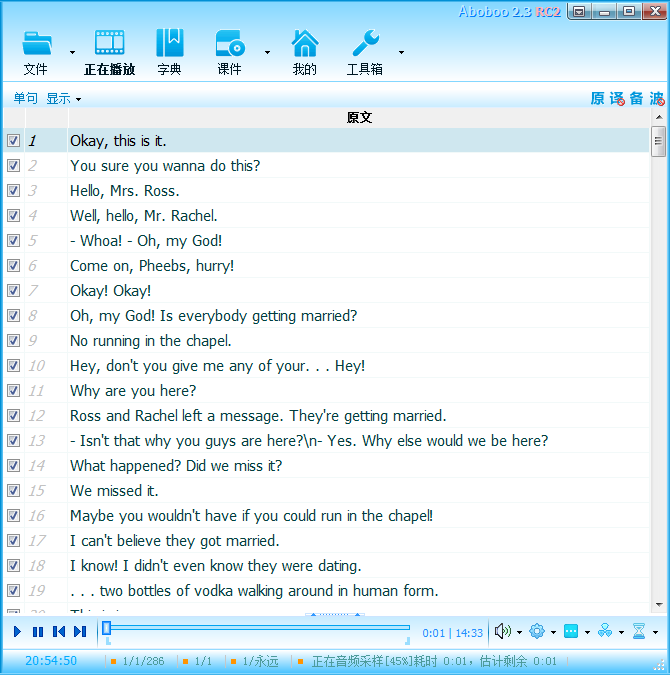 Aboboo 2.3 RC2
文件 正在播放 字典 课件 我的 工具箱
单句 显示 原 译 备 波
原文
1 Okay, this is it.
2 You sure you wanna do this?
3 Hello, Mrs. Ross.
4 Well, hello, Mr. Rachel.
5 - Whoa! - Oh, my God!
6 Come on, Pheebs, hurry!
7 Okay! Okay!
8 Oh, my God! Is everybody getting married?
9 No running in the chapel.
10 Hey, don't you give me any of your. . . Hey!
11 Why are you here?
12 Ross and Rachel left a message. They're getting married.
13 - Isn't that why you guys are here?\n- Yes. Why else would we be here?
14 What happened? Did we miss it?
15 We missed it.
16 Maybe you wouldn't have if you could run in the chapel!
17 I can't believe they got married.
18 I know! I didn't even know they were dating.
19 . . . two bottles of vodka walking around in human form.
0:01 | 14:33
20:54:50 1/1/286 1/1 1/永远 正在音频采样[45%]耗时 0:01，估计剩余 0:01